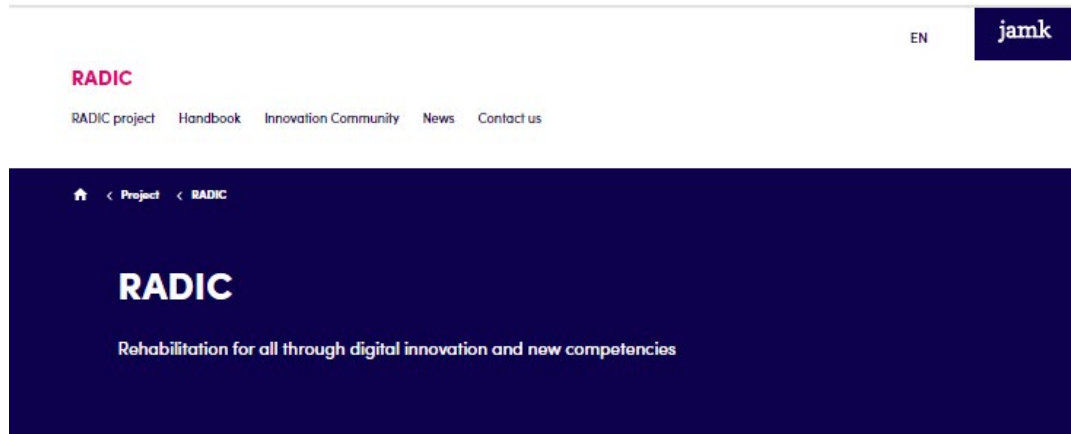 EN
jamk
RADIC
RADIC project Handbook Innovation Community News Contact us
< Project < RADIC
RADIC
Rehabilitation for all through digital innovation and new competencies